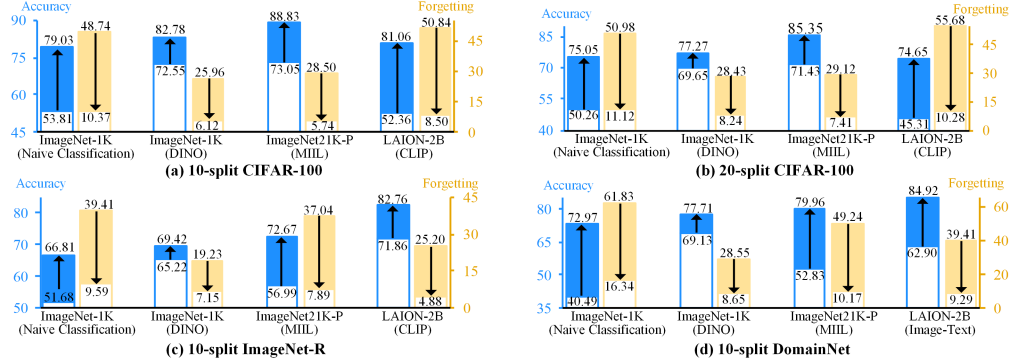 Accuracy Forgetting
90 75 60 45
79.03 48.74 82.78 25.96 88.83 28.50 81.06 50.84
53.81 10.37 72.55 6.12 73.05 5.74 52.36 8.50
45 30 15 0
ImageNet-1K ImageNet-1K ImageNet21K-P LAION-2B
(Naive Classification) (DINO) (MIIL) (CLIP)
(a) 10-split CIFAR-100
Accuracy Forgetting
85 70 55 40
75.05 50.98 77.27 28.43 85.35 29.12 74.65 55.68
50.26 11.12 69.65 8.24 71.43 7.41 45.31 10.28
45 30 15 0
ImageNet-1K ImageNet-1K ImageNet21K-P LAION-2B
(Naive Classification) (DINO) (MIIL) (CLIP)
(b) 20-split CIFAR-100
Accuracy Forgetting
80 70 60 50
66.81 39.41 69.42 19.23 72.67 37.04 82.76 25.20
51.68 9.59 65.22 7.15 56.99 7.89 71.86 4.88
45 30 15 0
ImageNet-1K ImageNet-1K ImageNet21K-P LAION-2B
(Naive Classification) (DINO) (MIIL) (CLIP)
(c) 10-split ImageNet-R
Accuracy Forgetting
80 65 50 35
72.97 61.83 77.71 28.55 79.96 49.24 84.92 39.41
40.49 16.34 69.13 8.65 52.83 10.17 62.90 9.29
60 40 20 0
ImageNet-1K ImageNet-1K ImageNet21K-P LAION-2B
(Naive Classification) (DINO) (MIIL) (Image-Text)
(d) 10-split DomainNet